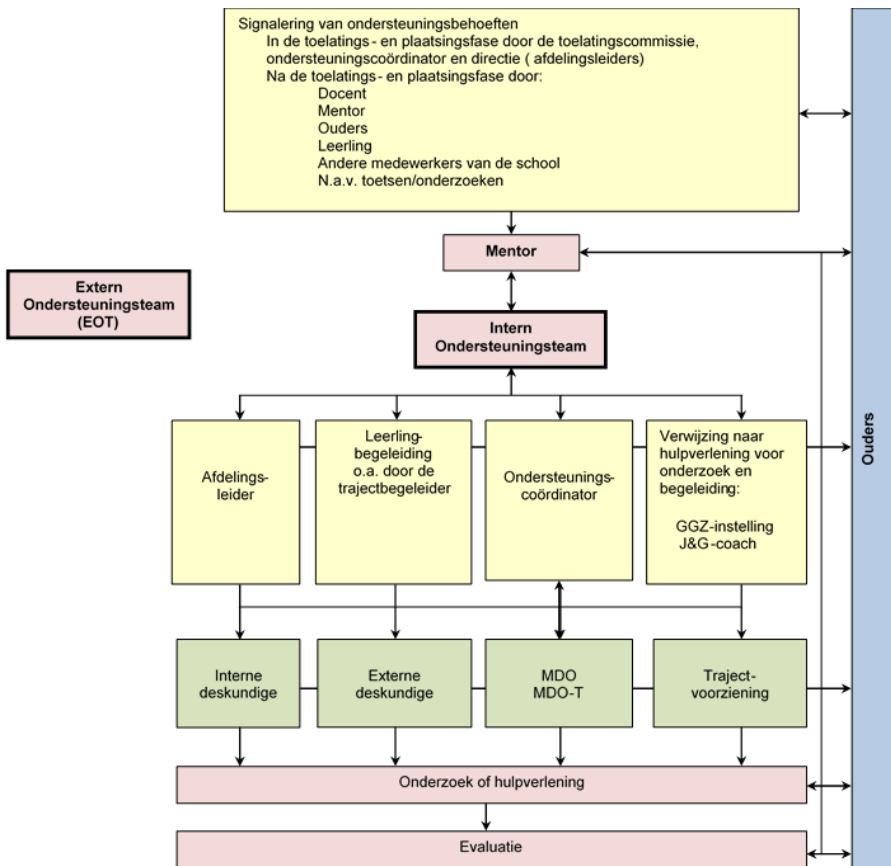 Signalering van ondersteuningsbehoeften
In de toelatings- en plaatsingsfase door de toelatingscommissie,
ondersteuningscoördinator en directie ( afdelingsleiders)
Na de toelatings- en plaatsingsfase door:
Docent
Mentor
Ouders
Leerling
Andere medewerkers van de school
N.a.v. toetsen/onderzoeken
Mentor
Extern
Ondersteuningsteam
(EOT)
Intern
Ondersteuningsteam
Afdelings-
leider
Leerling-
begeleiding
o.a. door de
trajectbegeleider
Ondersteunings-
coördinator
Verwijzing naar
hulpverlening voor
onderzoek en
begeleiding:
GGZ-instelling
J&G-coach
Ouders
Interne
deskundige
Externe
deskundige
MDO
MDO-T
Traject-
voorziening
Onderzoek of hulpverlening
Evaluatie